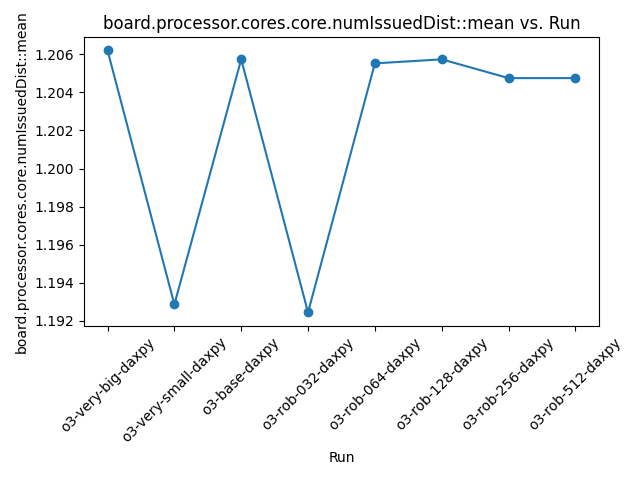 board.processor.cores.core.numIssuedDist::mean vs. Run
board.processor.cores.core.numIssuedDist::mean
1.206
1.204
1.202
1.200
1.198
1.196
1.194
1.192
o3-very-big-daxpy
o3-very-small-daxpy
o3-base-daxpy
o3-rob-032-daxpy
o3-rob-064-daxpy
o3-rob-128-daxpy
o3-rob-256-daxpy
o3-rob-512-daxpy
Run